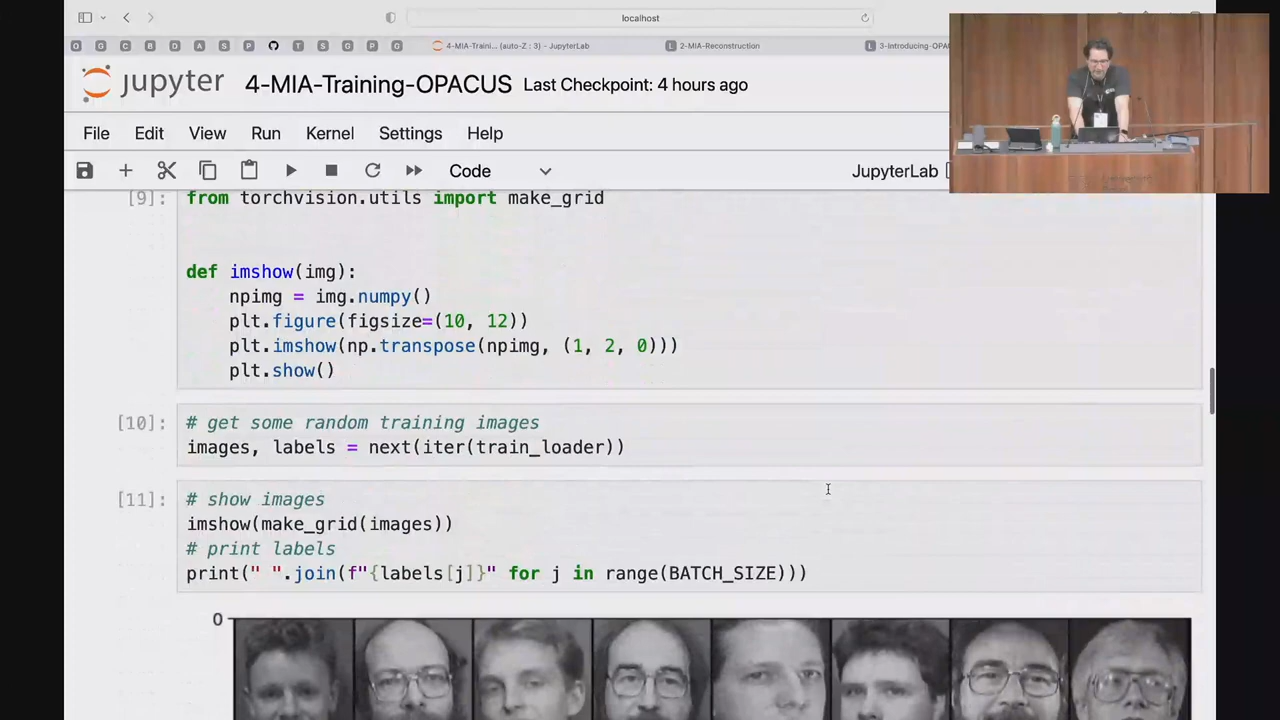 localhost
O G C B D A S P T S G P G 4-MIA-Traini... (auto-Z : 3) - JupyterLab 2-MIA-Reconstruction 3-Introducing-OPAC
jupyter 4-MIA-Training-OPACUS Last Checkpoint: 4 hours ago
File Edit View Run Kernel Settings Help
Code JupyterLab
[9]: from torchvision.utils import make_grid
def imshow(img):
npimg = img.numpy()
plt.figure(figsize=(10, 12))
plt.imshow(np.transpose(npimg, (1, 2, 0)))
plt.show()
[10]: # get some random training images
images, labels = next(iter(train_loader))
[11]: # show images
imshow(make_grid(images))
# print labels
print(" ".join(f"{labels[j]}" for j in range(BATCH_SIZE)))
0